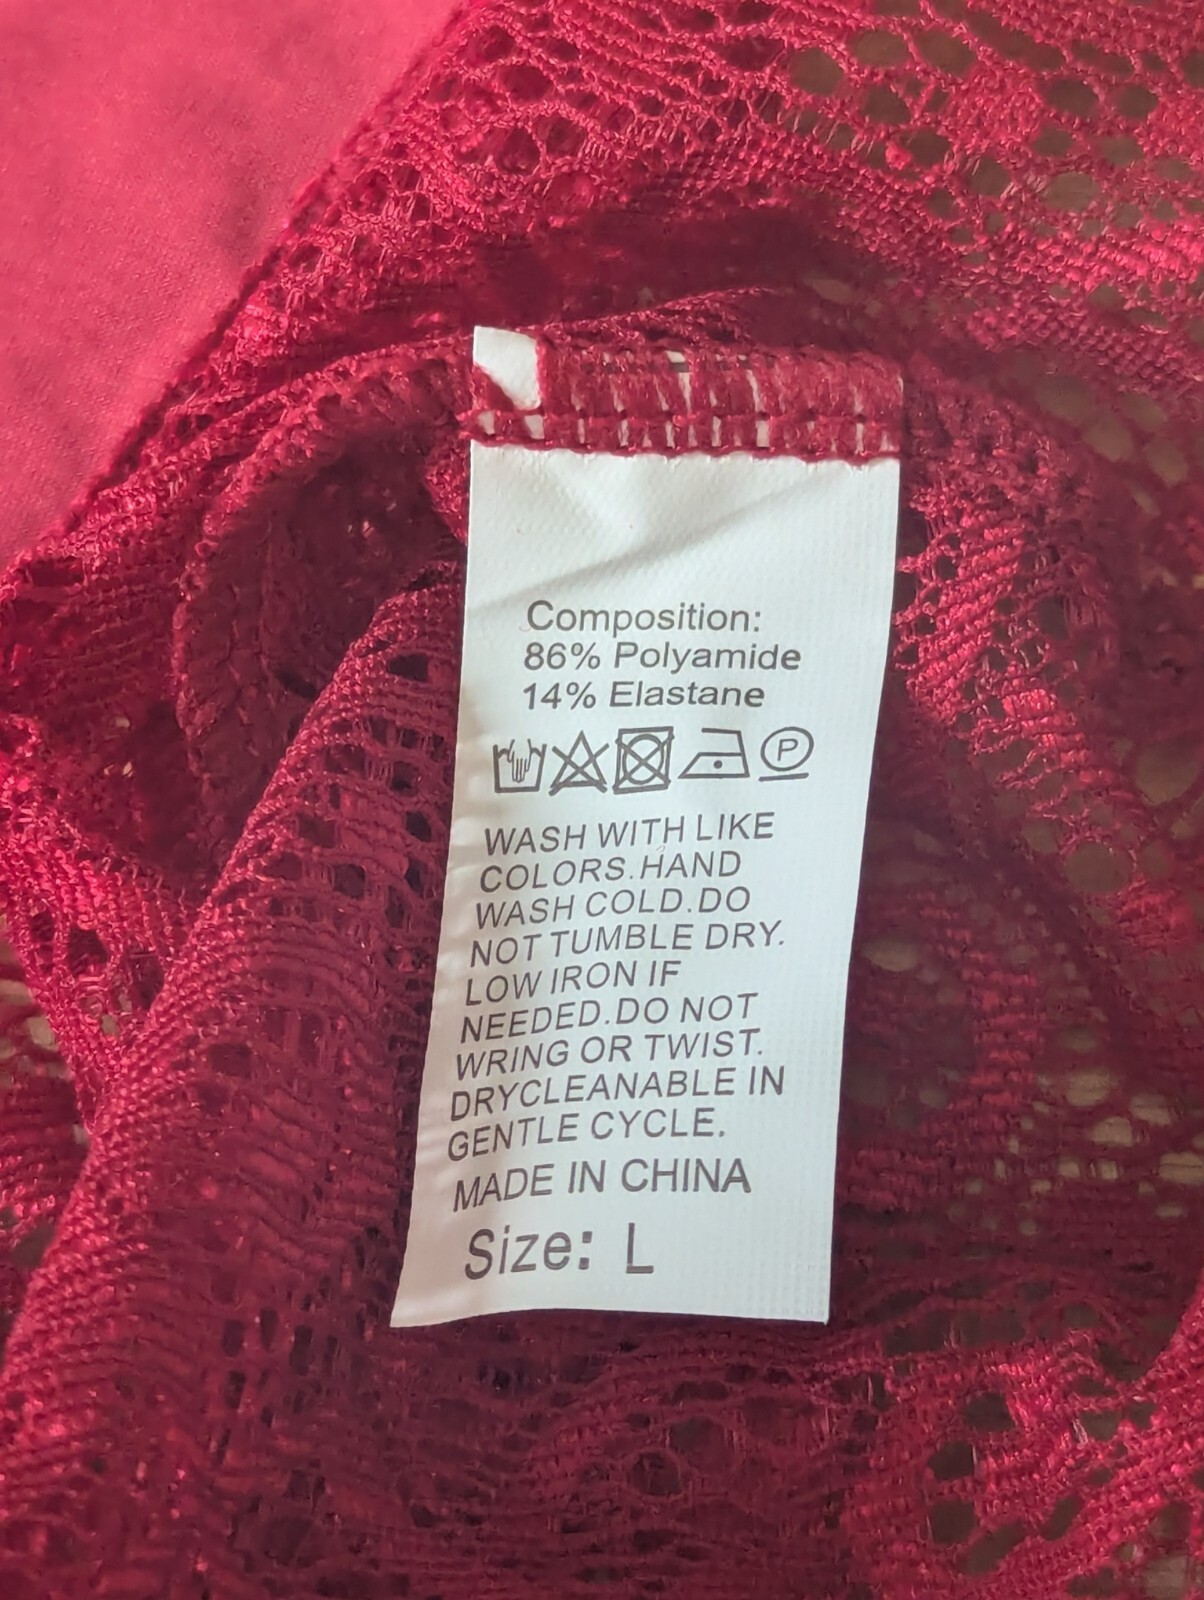 Composition:
86% Polyamide
14% Elastane
P
WASH WITH LIKE
COLORS.HAND
WASH COLD.DO
NOT TUMBLE DRY.
LOW IRON IF
NEEDED.DO NOT
WRING OR TWIST.
DRYCLEANABLE IN
GENTLE CYCLE.
MADE IN CHINA
Size: L